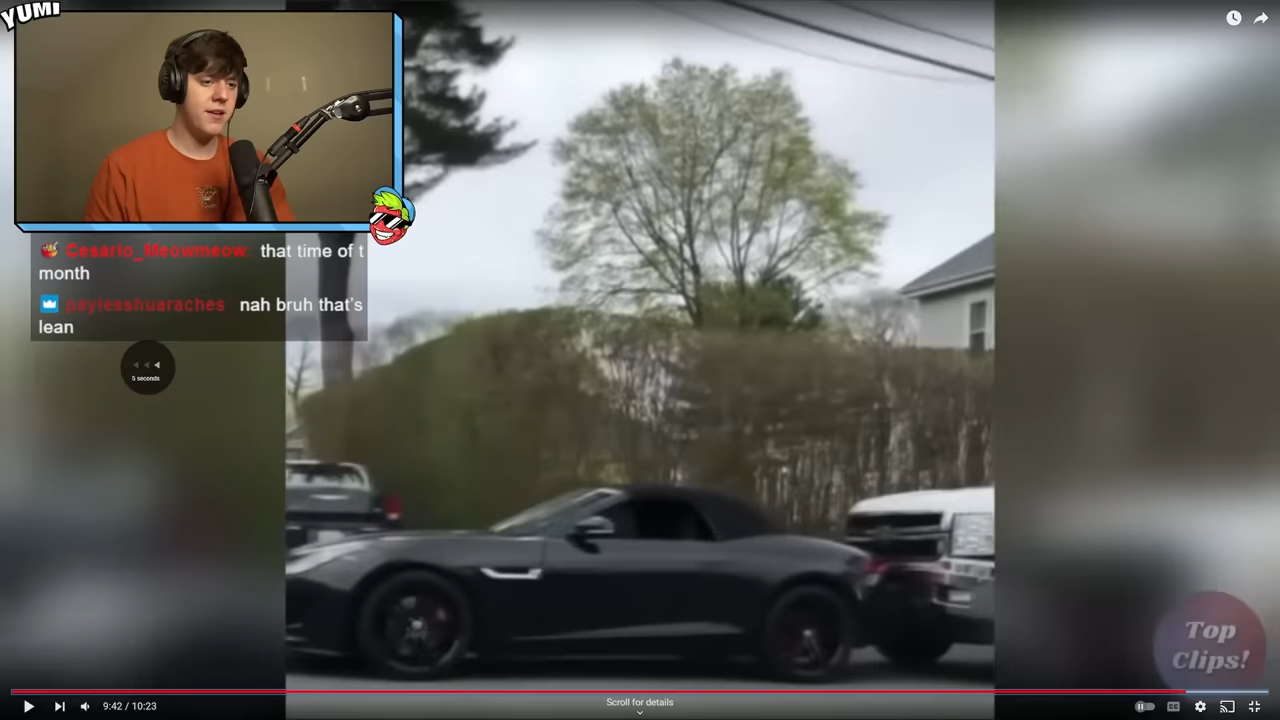 YUMI
Cesario_Meowmeow: that time of t
month
paylesshuaraches nah bruh that's
lean
5 seconds
Top
Clips!
Scroll for details
9:42 / 10:23
CC